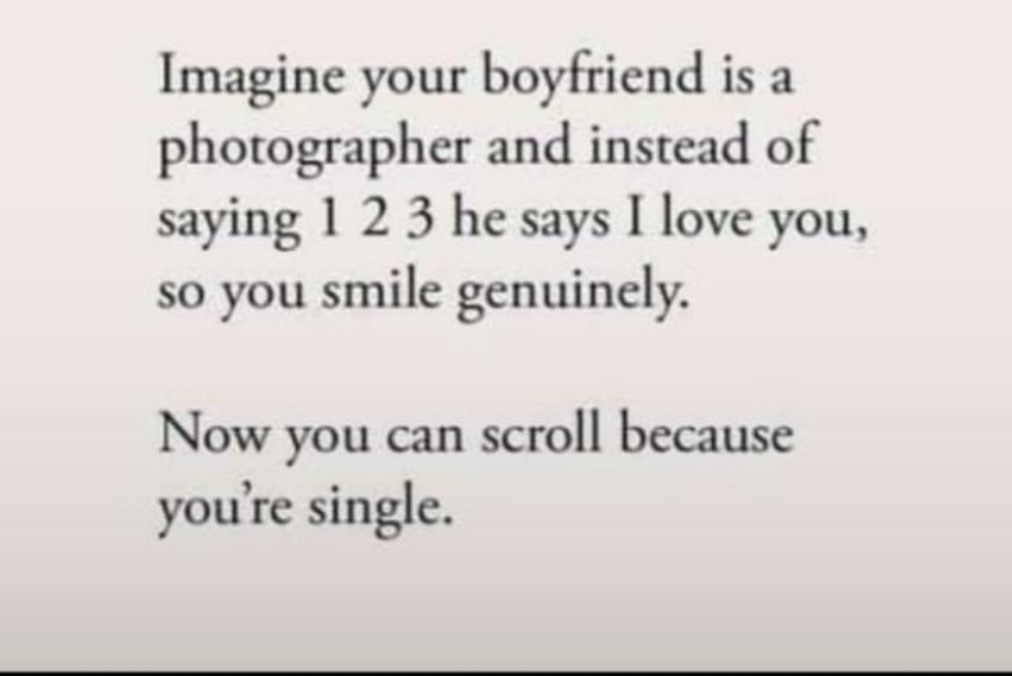 Imagine your boyfriend is a
photographer and instead of
saying 1 2 3 he says I love you,
so you smile genuinely.
Now you can scroll because
you're single.